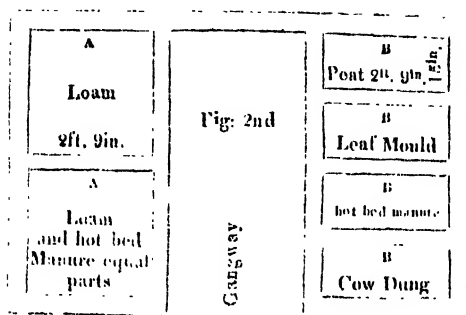 A
Loam
2ft. 9in.
A
Loam
and hot bed
Manure equal
parts
Fig: 2nd
Gangway
B
Peat 2ft. 9in.
B
Leaf Mould
B
hot bed manure
B
Cow Dung